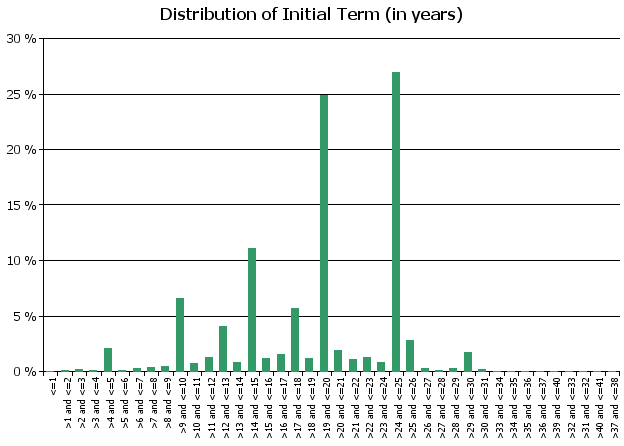 Distribution of Initial Term (in years)
30 %
25 %
20 %
15 %
10 %
5 %
0 %
<=1
>1 and <=2
>2 and <=3
>3 and <=4
>4 and <=5
>5 and <=6
>6 and <=7
>7 and <=8
>8 and <=9
>9 and <=10
>10 and <=11
>11 and <=12
>12 and <=13
>13 and <=14
>14 and <=15
>15 and <=16
>16 and <=17
>17 and <=18
>18 and <=19
>19 and <=20
>20 and <=21
>21 and <=22
>22 and <=23
>23 and <=24
>24 and <=25
>25 and <=26
>26 and <=27
>27 and <=28
>28 and <=29
>29 and <=30
>30 and <=31
>33 and <=34
>34 and <=35
>35 and <=36
>36 and <=37
>39 and <=40
>32 and <=33
>31 and <=32
>40 and <=41
>37 and <=38